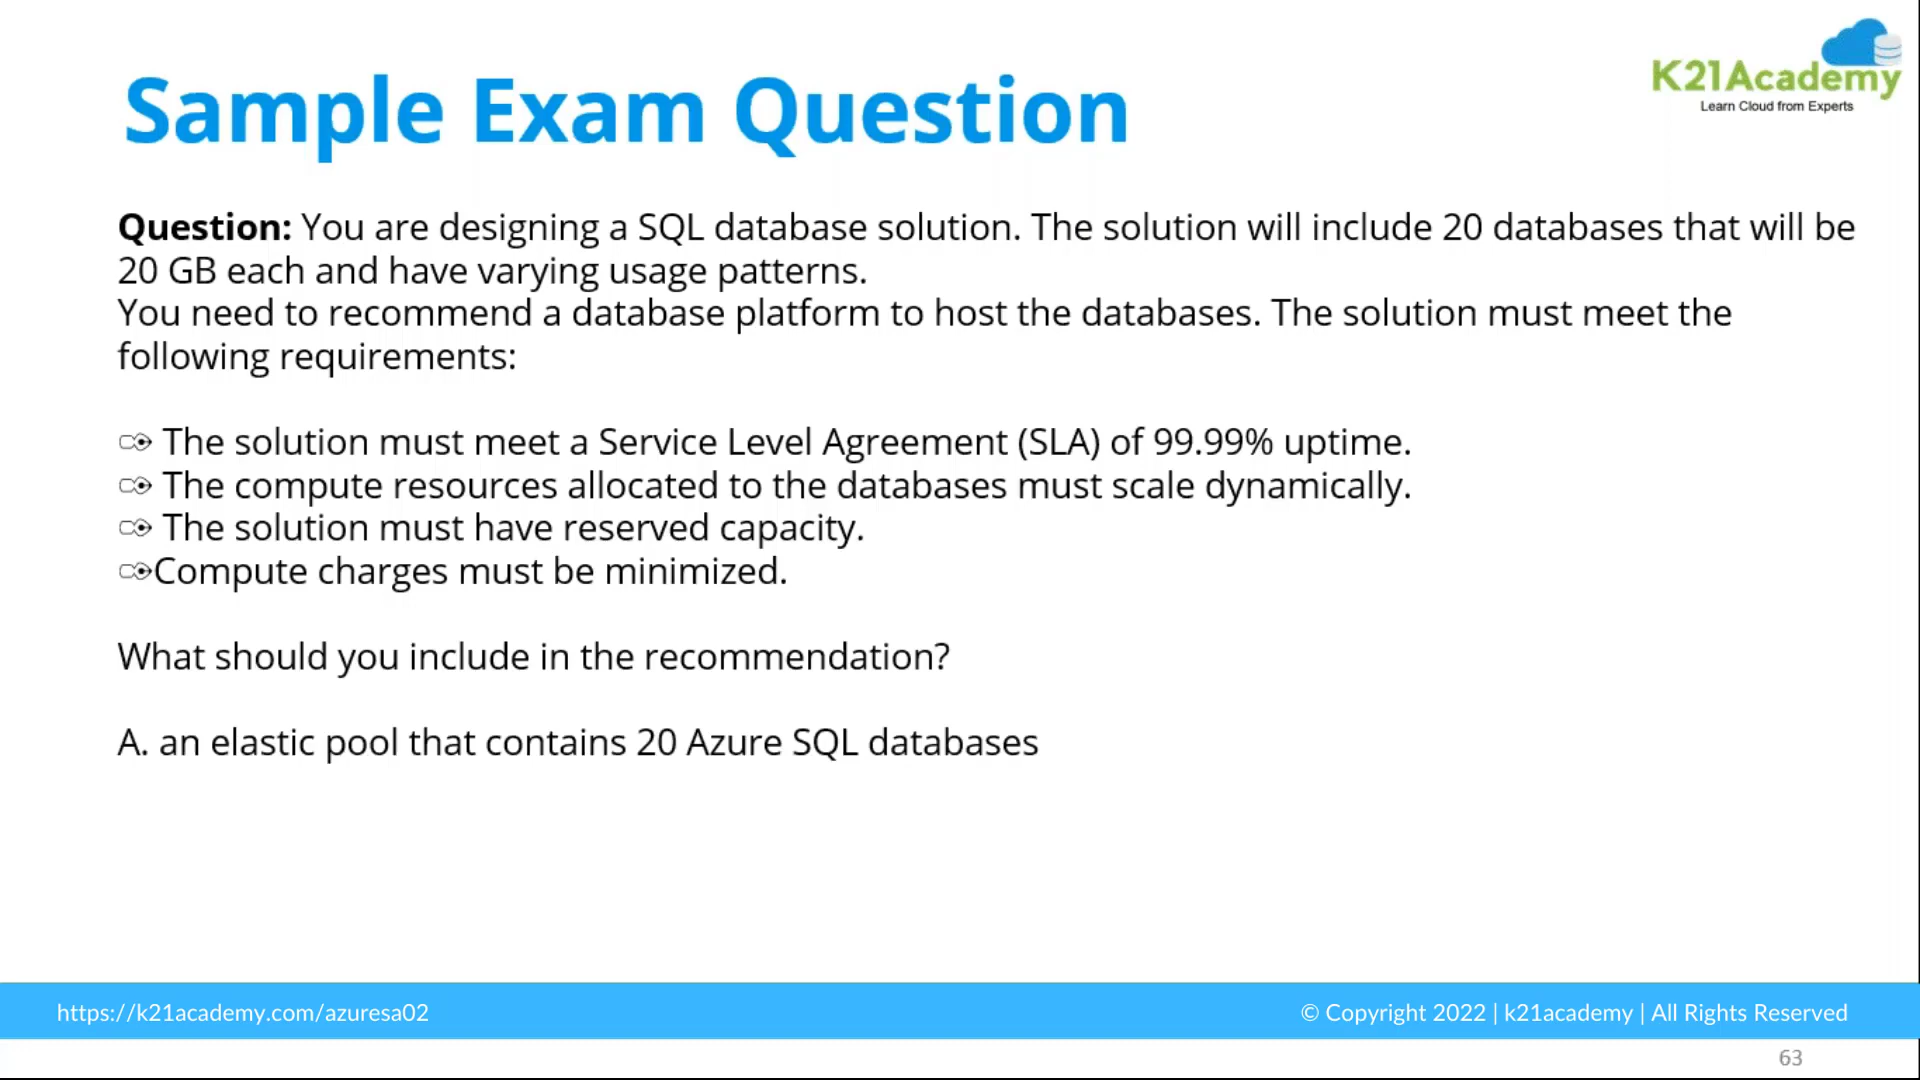 K21Academy
Learn Cloud from Experts
Sample Exam Question
Question: You are designing a SQL database solution. The solution will include 20 databases that will be
20 GB each and have varying usage patterns.
You need to recommend a database platform to host the databases. The solution must meet the
following requirements:
The solution must meet a Service Level Agreement (SLA) of 99.99% uptime.
The compute resources allocated to the databases must scale dynamically.
The solution must have reserved capacity.
Compute charges must be minimized.
What should you include in the recommendation?
A. an elastic pool that contains 20 Azure SQL databases
https://k21academy.com/azuresa02
© Copyright 2022 | k21academy | All Rights Reserved
63